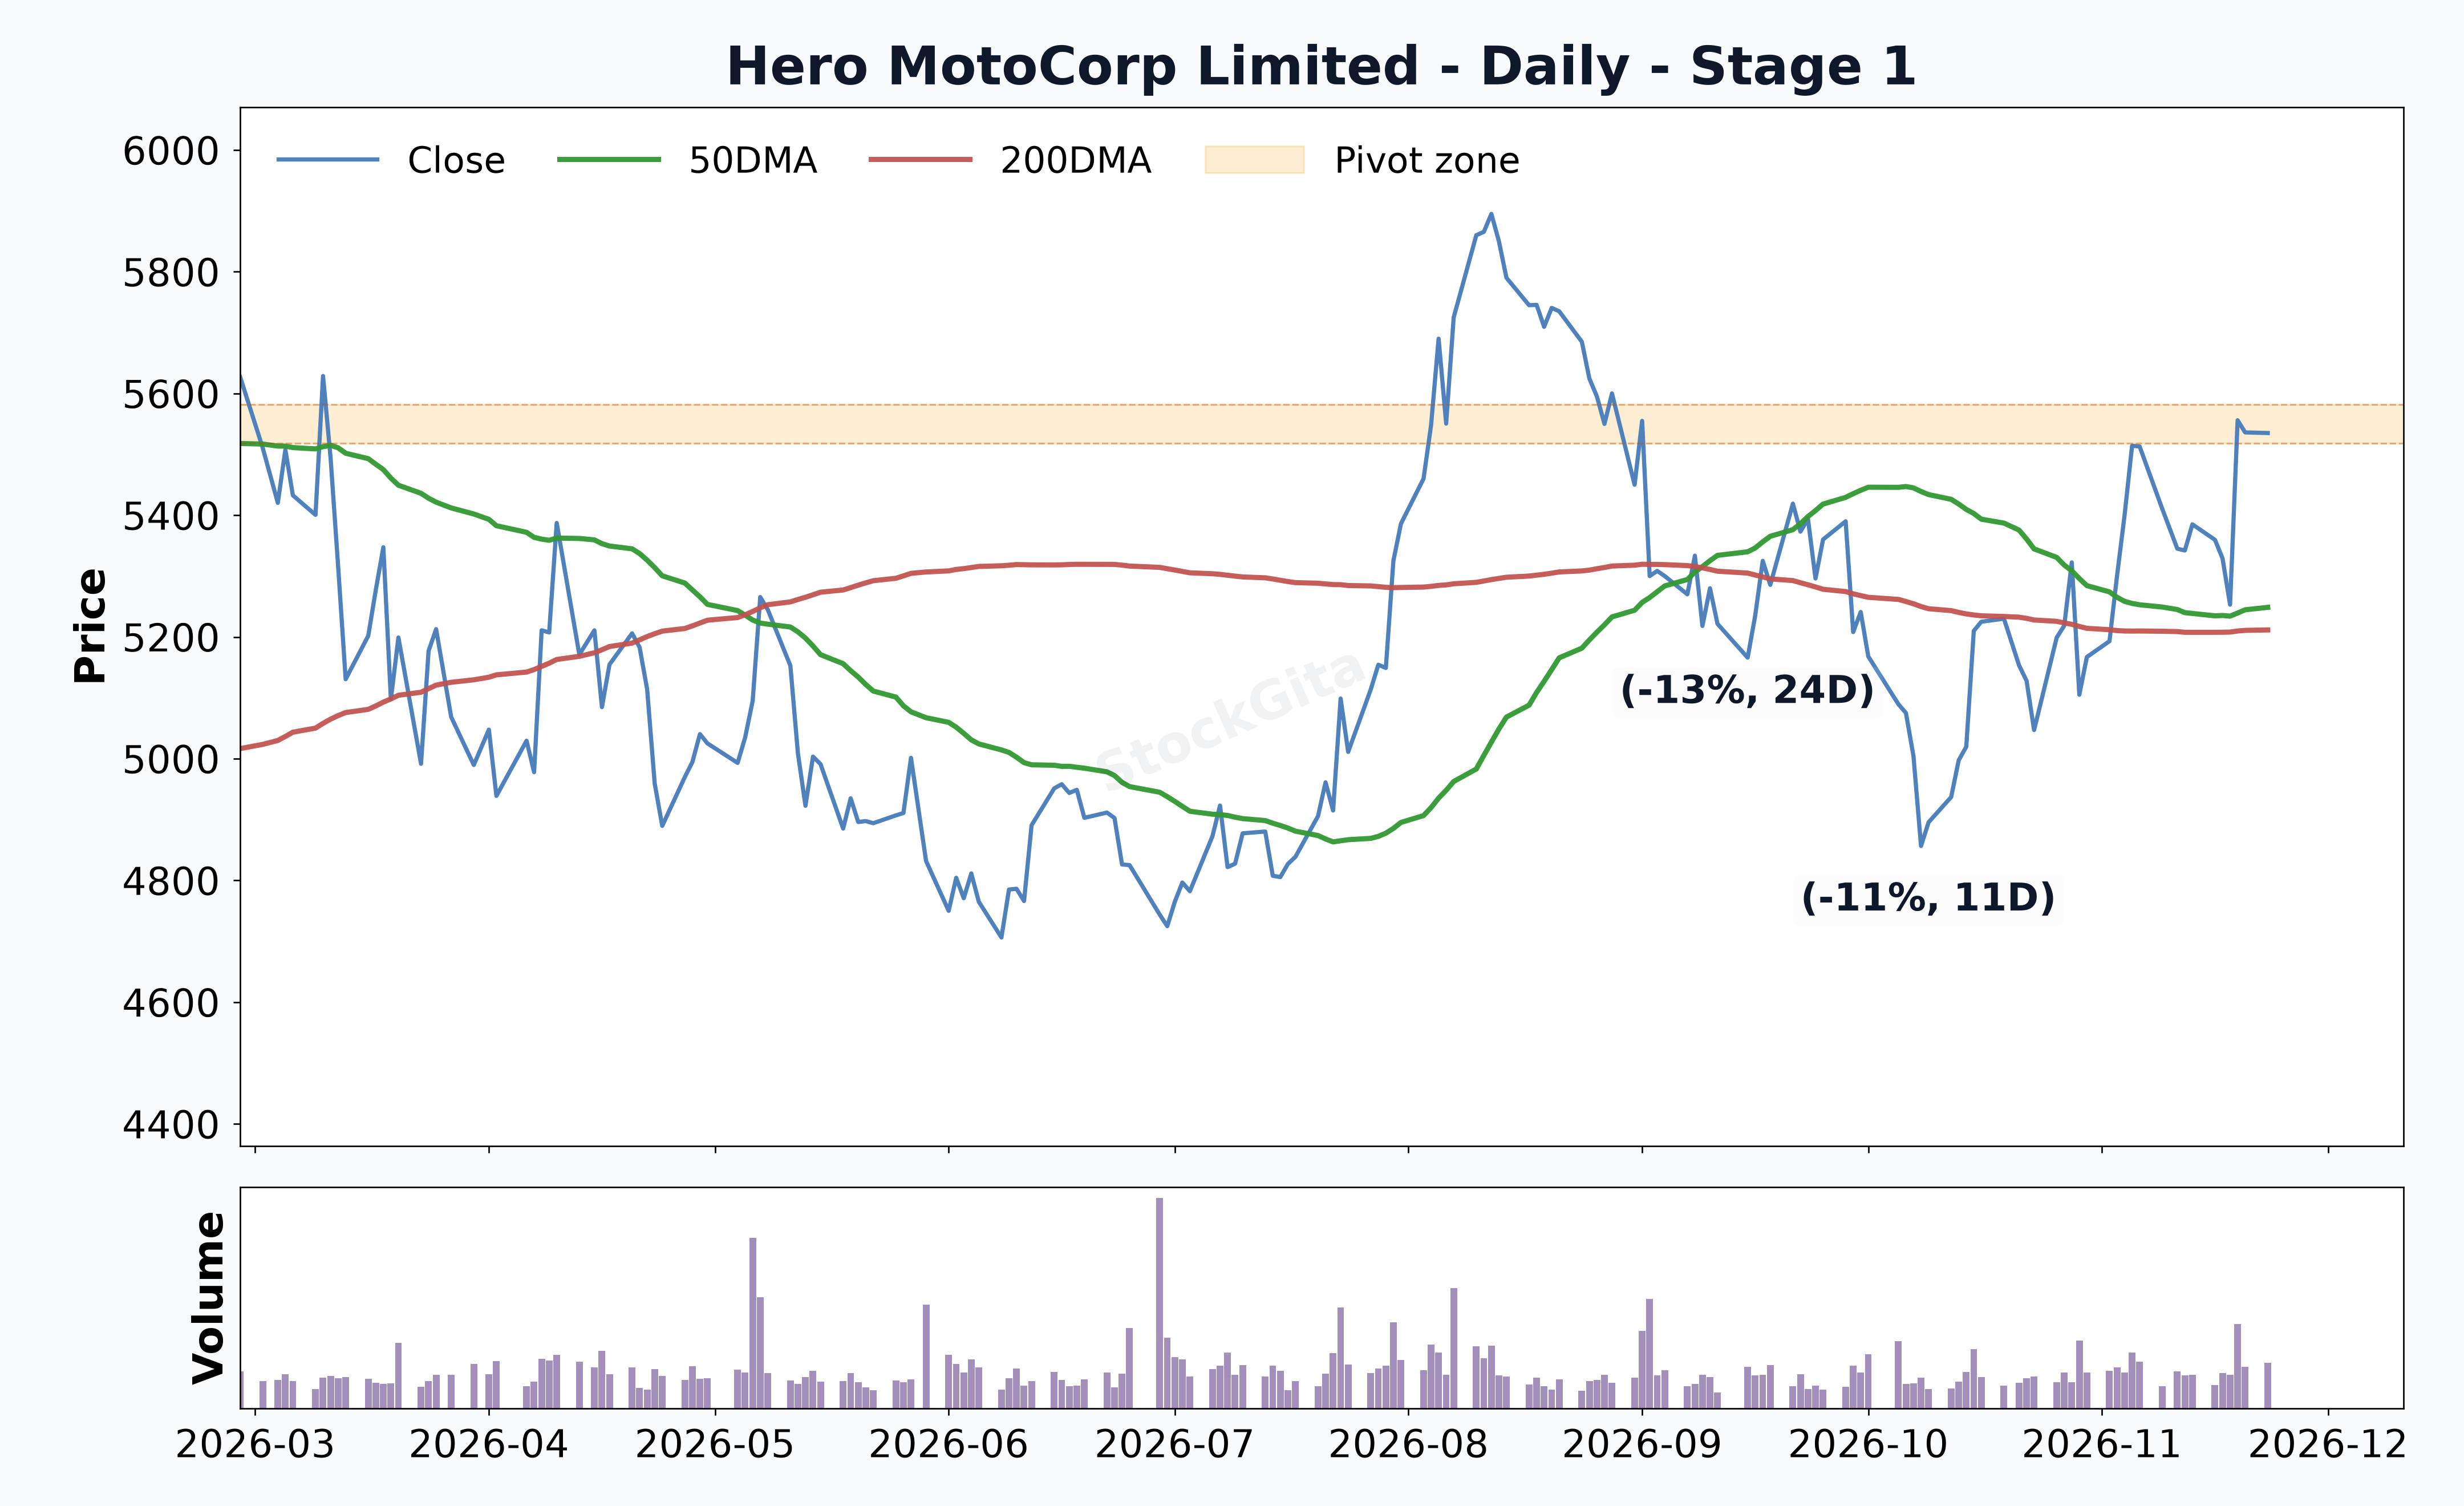 Hero MotoCorp Limited - Daily - Stage 1
Close 50DMA 200DMA Pivot zone
Price
6000
5800
5600
5400
5200
5000
4800
4600
4400
(-13%, 24D)
(-11%, 11D)
StockGita
Volume
2026-03 2026-04 2026-05 2026-06 2026-07 2026-08 2026-09 2026-10 2026-11 2026-12